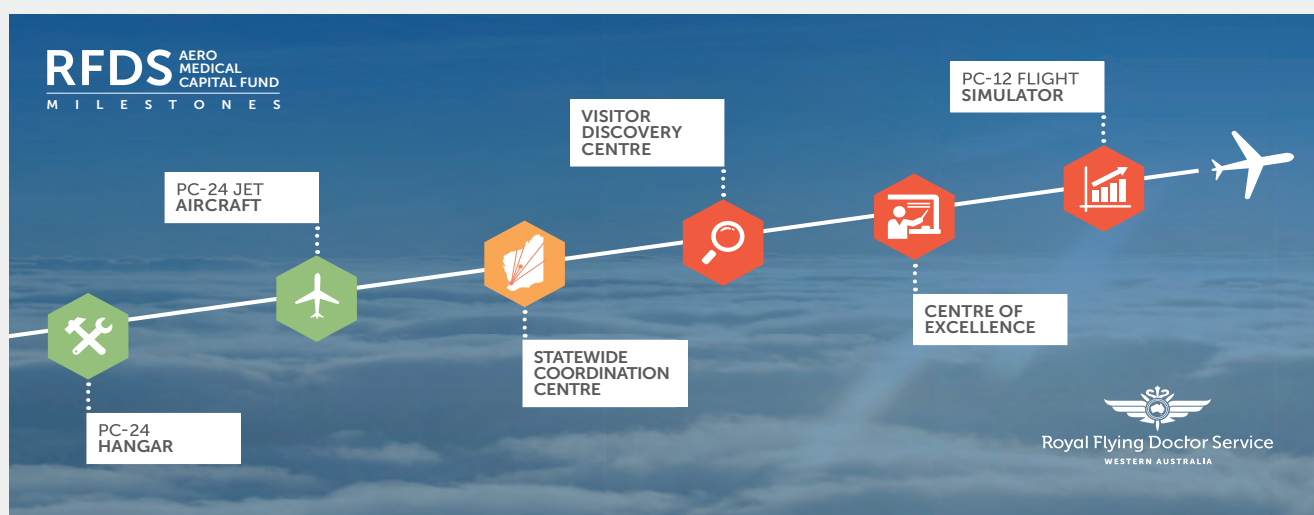 RFDS AERO
MEDICAL
CAPITAL FUND
MILESTONES
PC-24
HANGAR
PC-24 JET
AIRCRAFT
STATEWIDE
COORDINATION
CENTRE
VISITOR
DISCOVERY
CENTRE
CENTRE OF
EXCELLENCE
PC-12 FLIGHT
SIMULATOR
Royal Flying Doctor Service
WESTERN AUSTRALIA